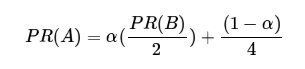 PR(A) = α(PR(B)/2) + (1 − α)/4